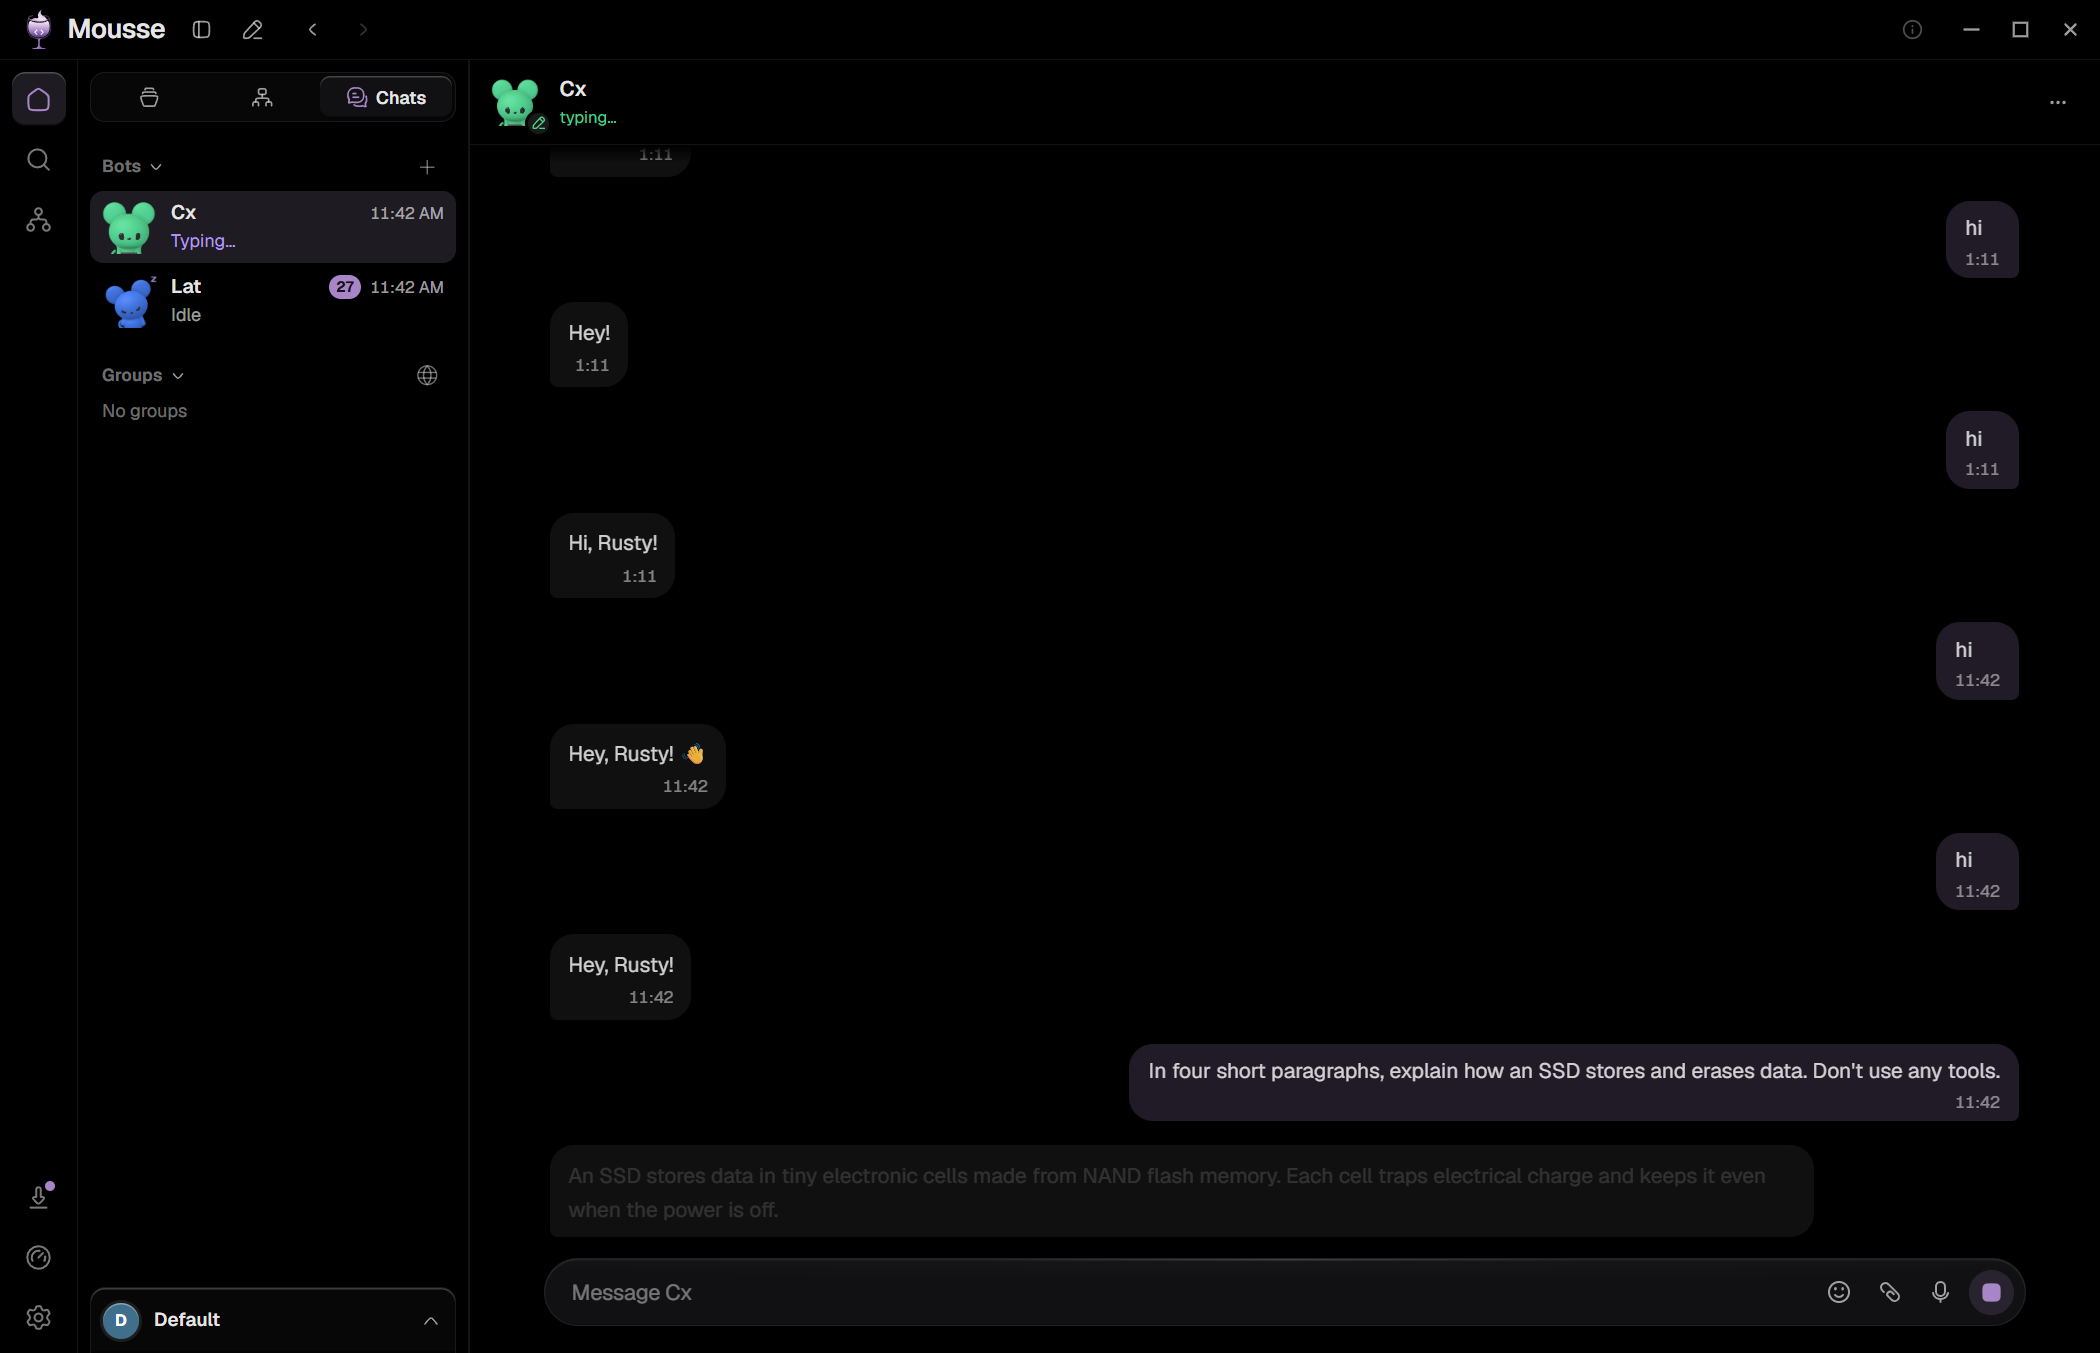 Mousse
Chats
Bots
Cx
11:42 AM
Typing...
Lat
27
11:42 AM
Idle
Groups
No groups
D
Default
Cx
typing...
1:11
hi
1:11
Hey!
1:11
hi
1:11
Hi, Rusty!
1:11
hi
11:42
Hey, Rusty! 👋
11:42
hi
11:42
Hey, Rusty!
11:42
In four short paragraphs, explain how an SSD stores and erases data. Don't use any tools.
11:42
An SSD stores data in tiny electronic cells made from NAND flash memory. Each cell traps electrical charge and keeps it even
when the power is off.
Message Cx